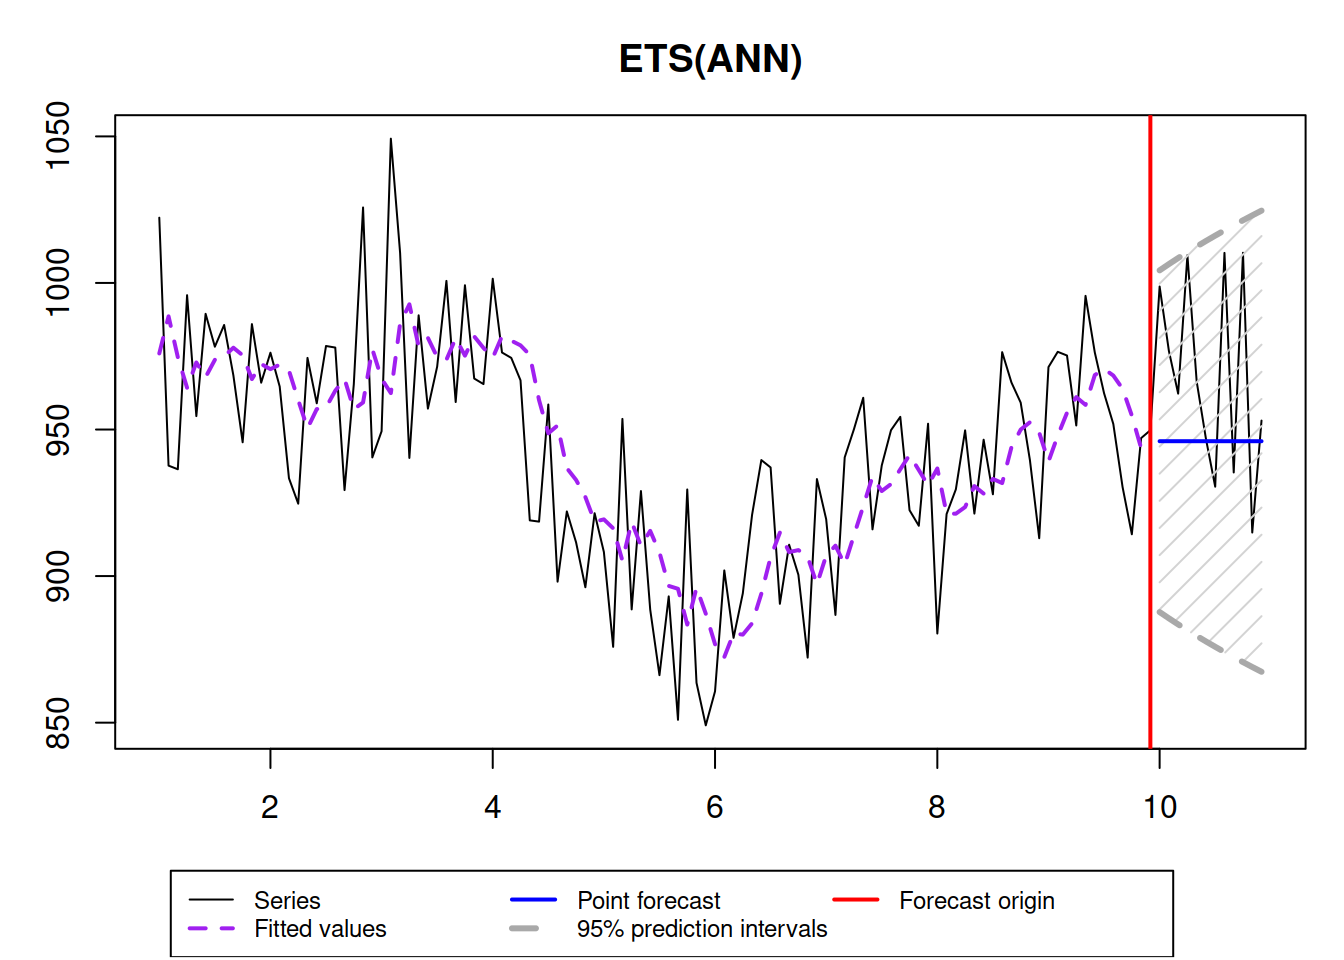 ETS(ANN)
1050
1000
950
900
850
2 4 6 8 10
Series Point forecast Forecast origin
Fitted values 95% prediction intervals